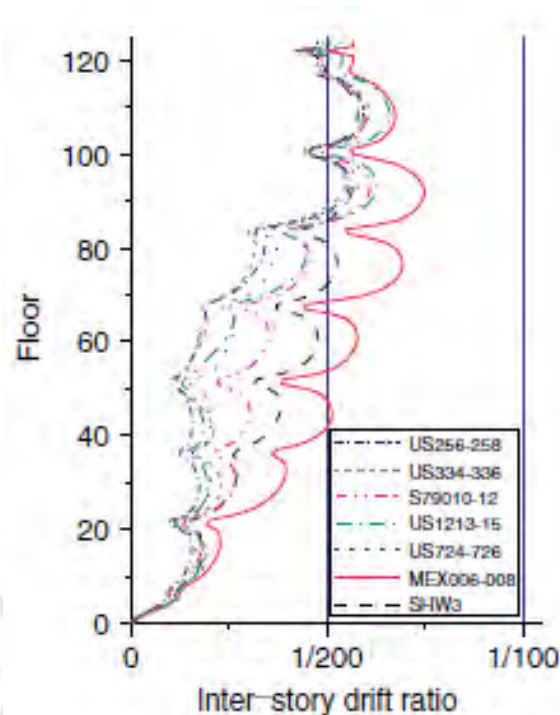 120
100
80
60
40
20
0
Floor
US256-258
US334-336
S79010-12
US1213-15
US724-726
MEX006-008
SHW3
0 1/200 1/100
Inter-story drift ratio